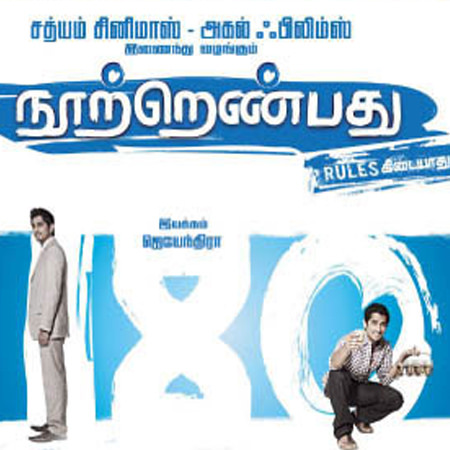 சத்யம் சினிமாஸ் - அகல் ஃபிலிம்ஸ்
இணைந்து வழங்கும்
நூற்றெண்பது
RULES கிடையாது
இயக்கம்
ஜெயேந்திரா
180